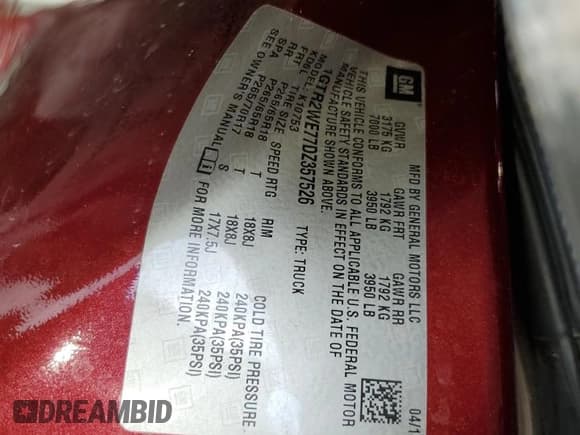 GM
MFD BY GENERAL MOTORS LLC 04/1
GVWR GAWR FRT GAWR RR
3175 KG 1792 KG 1792 KG
7000 LB 3950 LB 3950 LB
THIS VEHICLE CONFORMS TO ALL APPLICABLE U.S. FEDERAL MOTOR
VEHICLE SAFETY STANDARDS IN EFFECT ON THE DATE OF
MANUFACTURE SHOWN ABOVE.
1GTR2WE77DZ357526 TYPE: TRUCK
MODEL: K10753
TIRE SIZE SPEED RTG RIM COLD TIRE PRESSURE
FRT P265/65R18 T 18X8J 240KPA(35PSI)
RR P265/65R18 T 18X8J 240KPA(35PSI)
SPA P265/70R17 S 17X7.5J 240KPA(35PSI)
SEE OWNER'S MANUAL FOR MORE INFORMATION.
DREAMBID